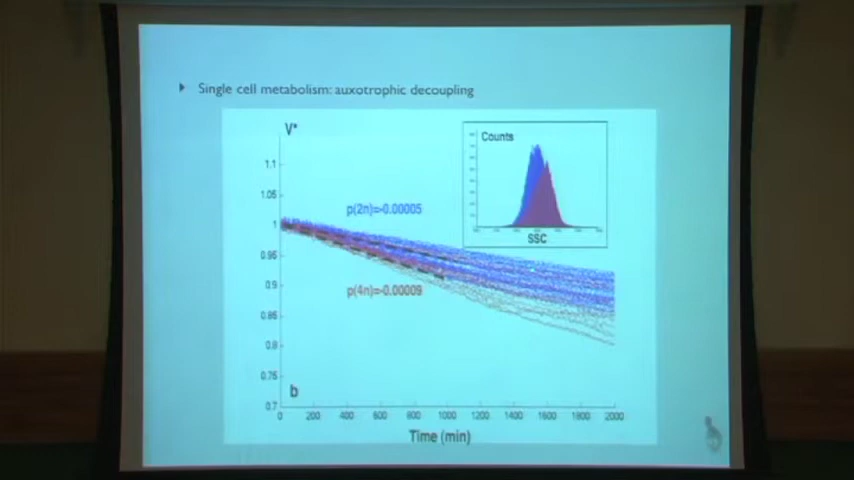 Single cell metabolism: auxotrophic decoupling
V*
Counts
SSC
1.1
1.05
1
0.95
0.9
0.85
0.8
0.75
0.7
p(2n)=-0.00005
p(4n)=-0.00009
b
0 200 400 600 800 1000 1200 1400 1600 1800 2000
Time (min)